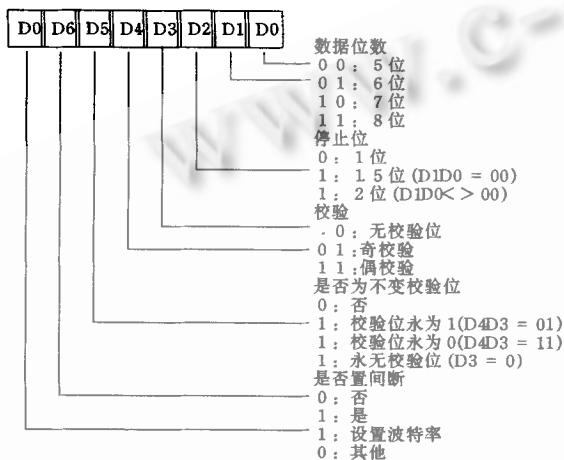 D0 D6 D5 D4 D3 D2 D1 D0
数据位数
0 0：5 位
0 1：6 位
1 0：7 位
1 1：8 位
停止位
0：1 位
1：1.5 位 (D1D0 = 00)
1：2 位 (D1D0< > 00)
校验
. 0：无校验位
0 1:奇校验
1 1:偶校验
是否为不变校验位
0：否
1：校验位永为 1(D4D3 = 01)
1：校验位永为 0(D4D3 = 11)
1：永无校验位 (D3 = 0)
是否置间断
0：否
1：是
1：设置波特率
0：其他
www.c-